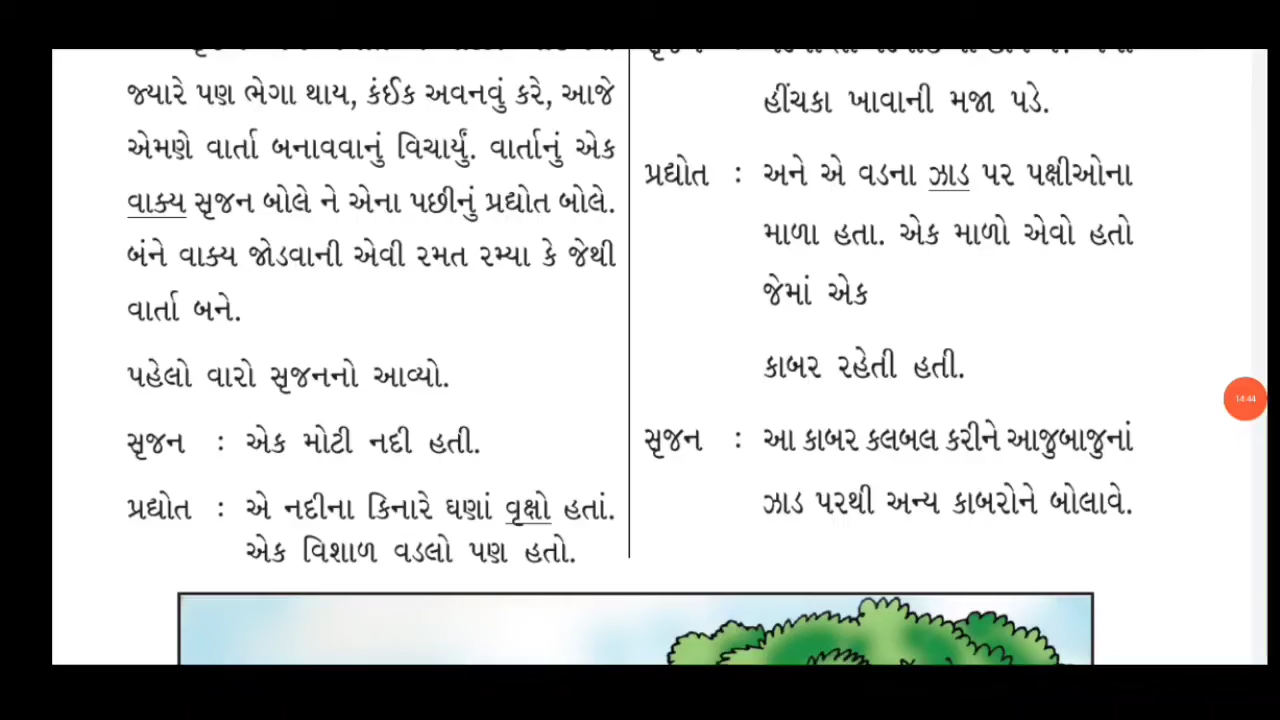 જ્યારે પણ ભેગા થાય, કંઈક અવનવું કરે, આજે
એમણે વાર્તા બનાવવાનું વિચાર્યું. વાર્તાનું એક
વાક્ય સૃજન બોલે ને એના પછીનું પ્રદ્યોત બોલે.
બંને વાક્ય જોડવાની એવી રમત રમ્યા કે જેથી
વાર્તા બને.
પહેલો વારો સૃજનનો આવ્યો.
સૃજન : એક મોટી નદી હતી.
પ્રદ્યોત : એ નદીના કિનારે ઘણાં વૃક્ષો હતાં.
એક વિશાળ વડલો પણ હતો.
સૃજન :
હીંચકા ખાવાની મજા પડે.
પ્રદ્યોત : અને એ વડના ઝાડ પર પક્ષીઓના
માળા હતા. એક માળો એવો હતો
જેમાં એક
કાબર રહેતી હતી.
સૃજન : આ કાબર કલબલ કરીને આજુબાજુનાં
ઝાડ પરથી અન્ય કાબરોને બોલાવે.
14:44